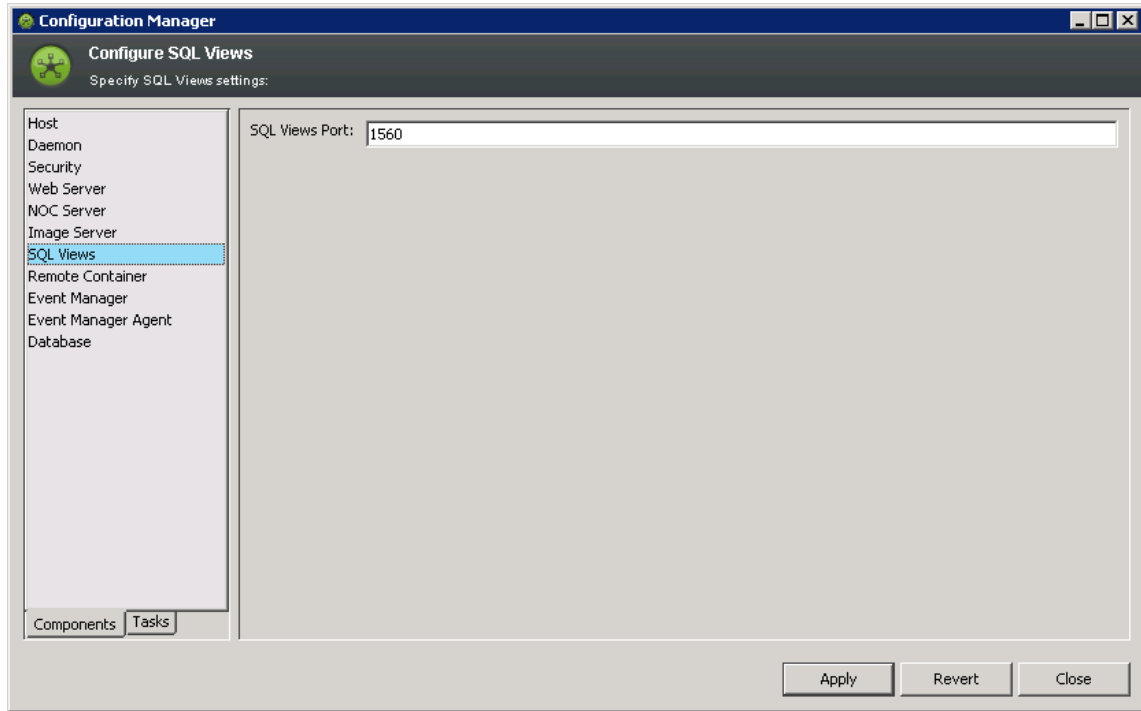 Configuration Manager
Configure SQL Views
Specify SQL Views settings:
Host
Daemon
Security
Web Server
NOC Server
Image Server
SQL Views
Remote Container
Event Manager
Event Manager Agent
Database
Components Tasks
SQL Views Port: 1560
Apply Revert Close